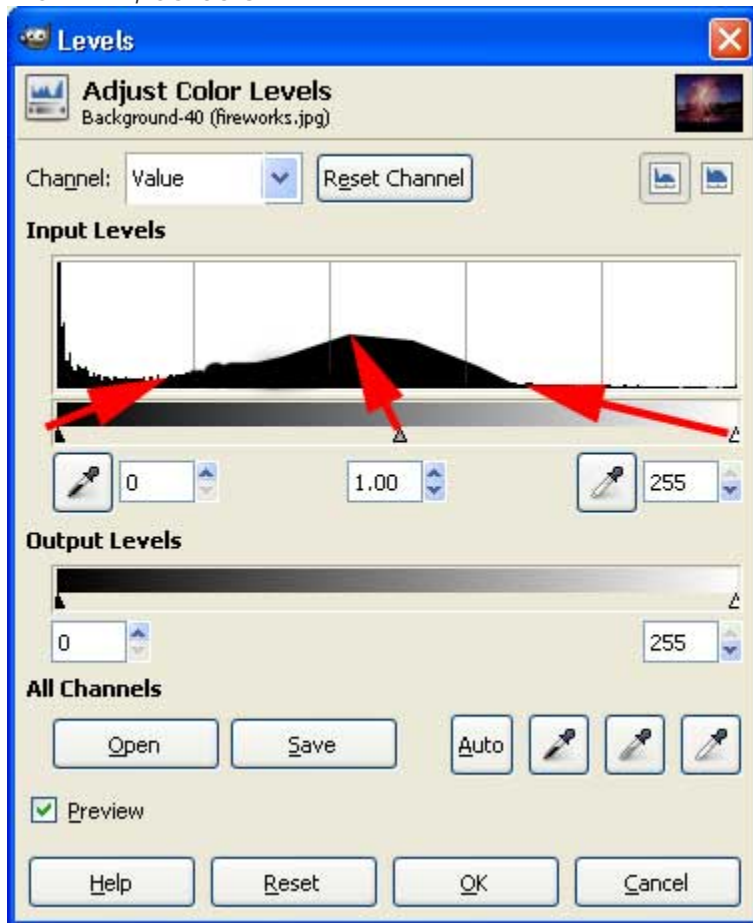 Levels
Adjust Color Levels
Background-40 (fireworks.jpg)
Channel: Value Reset Channel
Input Levels
0 1.00 255
Output Levels
0 255
All Channels
Open Save Auto
Preview
Help Reset OK Cancel